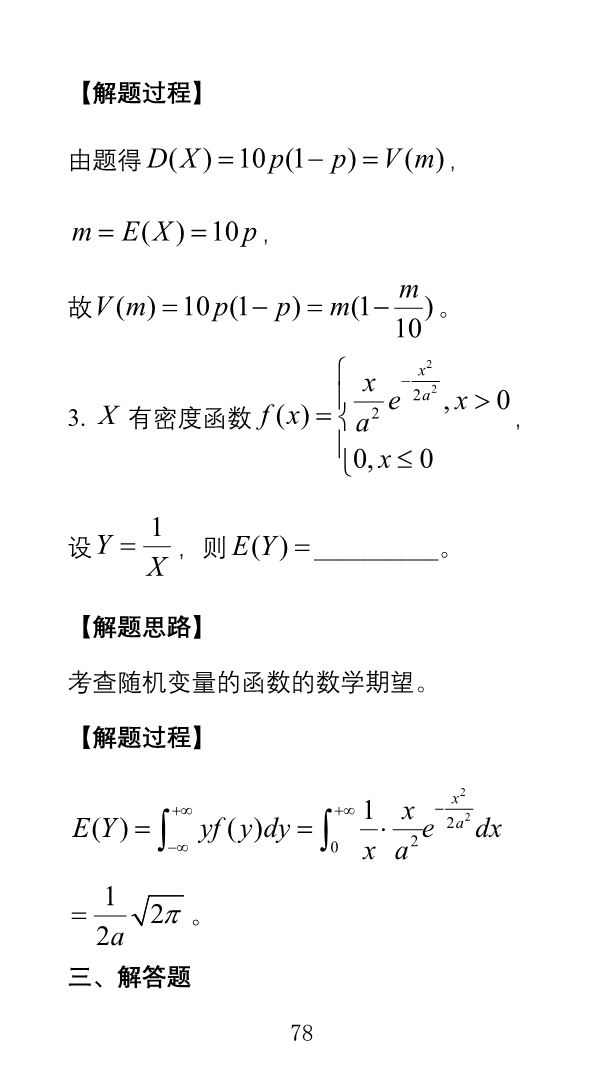 【解题过程】
由题得 $D(X)=10p(1-p)=V(m)$，
$m=E(X)=10p$，
故 $V(m)=10p(1-p)=m(1-\frac{m}{10})$。
3. $X$ 有密度函数 $f(x)=\begin{cases}\frac{x}{a^2}e^{-\frac{x^2}{2a^2}},x>0\\0,x\leq 0\end{cases}$，
设 $Y=\frac{1}{X}$，则 $E(Y)=$__________。
【解题思路】
考查随机变量的函数的数学期望。
【解题过程】
$E(Y)=\int_{-\infty}^{+\infty}yf(y)dy=\int_{0}^{+\infty}\frac{1}{x}\cdot\frac{x}{a^2}e^{-\frac{x^2}{2a^2}}dx$
$=\frac{1}{2a}\sqrt{2\pi}$。
三、解答题
78